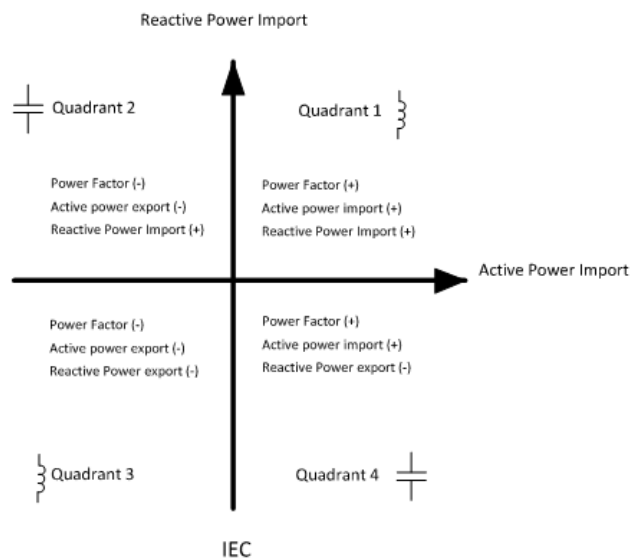 Reactive Power Import
Quadrant 2
Quadrant 1
Power Factor (-)
Active power export (-)
Reactive Power Import (+)
Power Factor (+)
Active power import (+)
Reactive Power Import (+)
Active Power Import
Power Factor (-)
Active power export (-)
Reactive Power export (-)
Power Factor (+)
Active power import (+)
Reactive Power export (-)
Quadrant 3
Quadrant 4
IEC